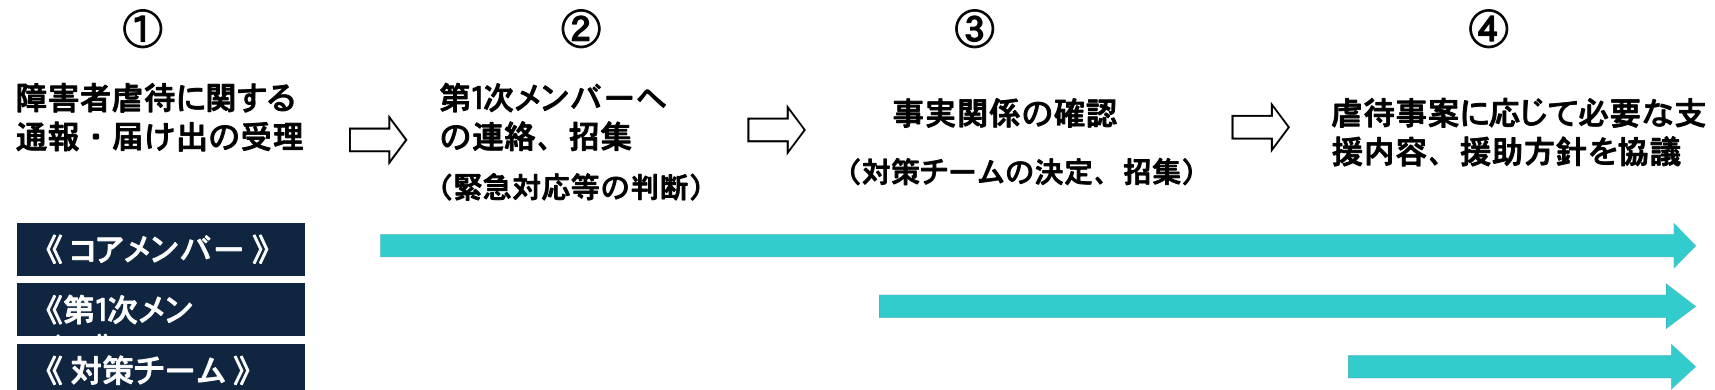 ①
②
③
④
障害者虐待に関する
通報・届け出の受理
第1次メンバーへ
の連絡、招集
（緊急対応等の判断）
事実関係の確認
（対策チームの決定、招集）
虐待事案に応じて必要な支
援内容、援助方針を協議
《 コアメンバー 》
《第1次メン
《 対策チーム 》